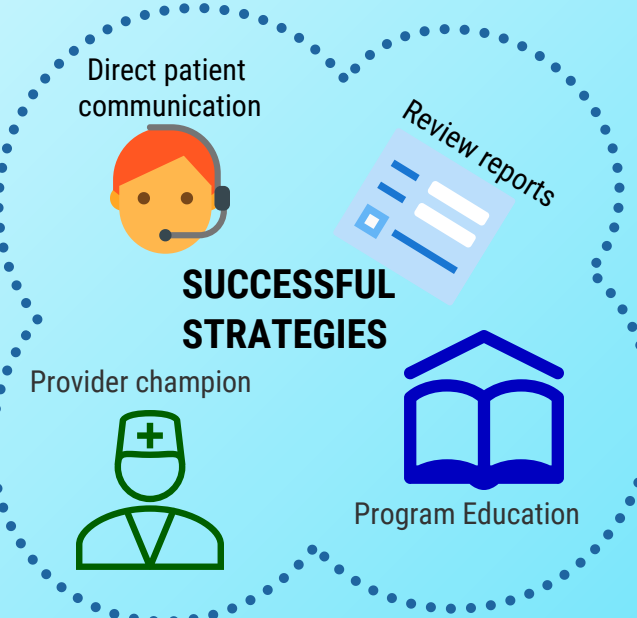 Direct patient
communication
Review reports
SUCCESSFUL
STRATEGIES
Provider champion
Program Education